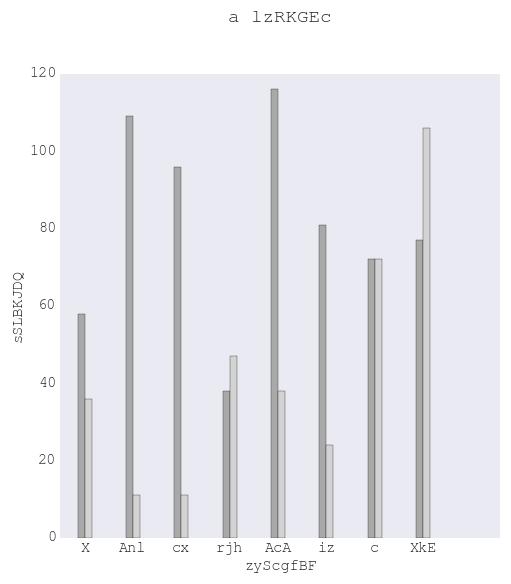 a lzRKGEc
120
100
80
60
40
20
0
sSLBKJDQ
X Anl cx rjh AcA iz c XkE
zyScgfBF